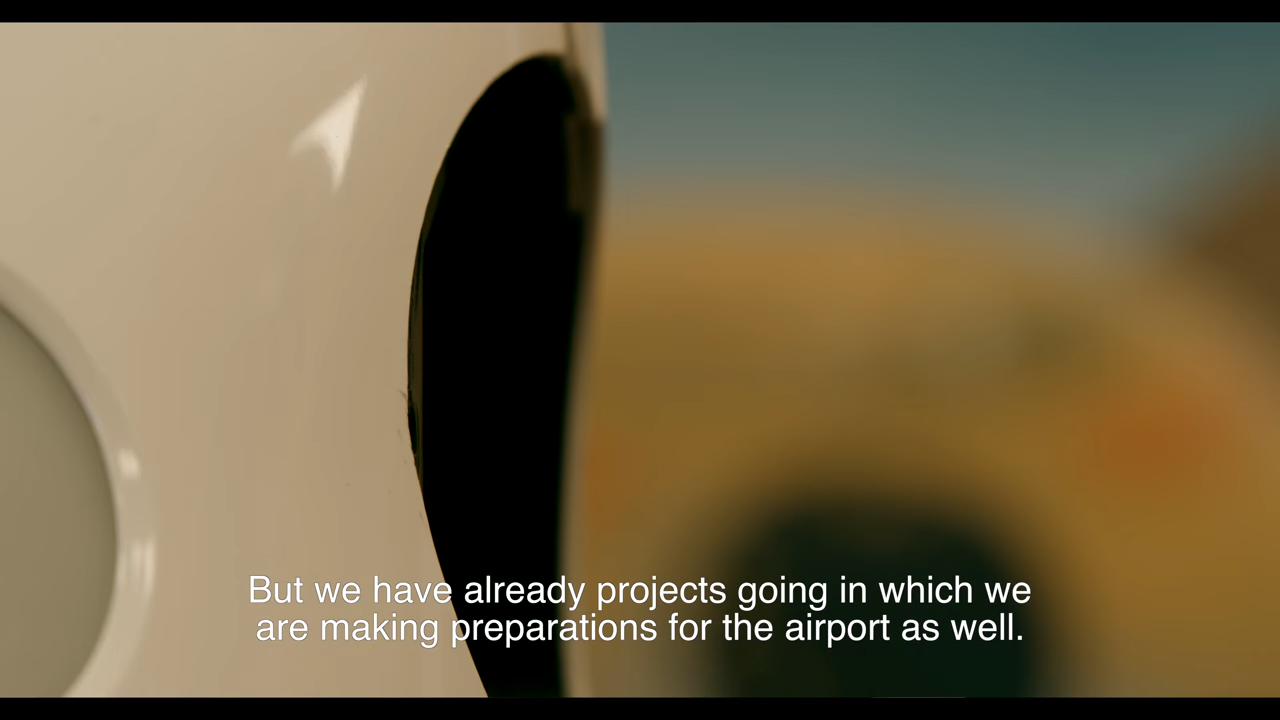 But we have already projects going in which we
are making preparations for the airport as well.